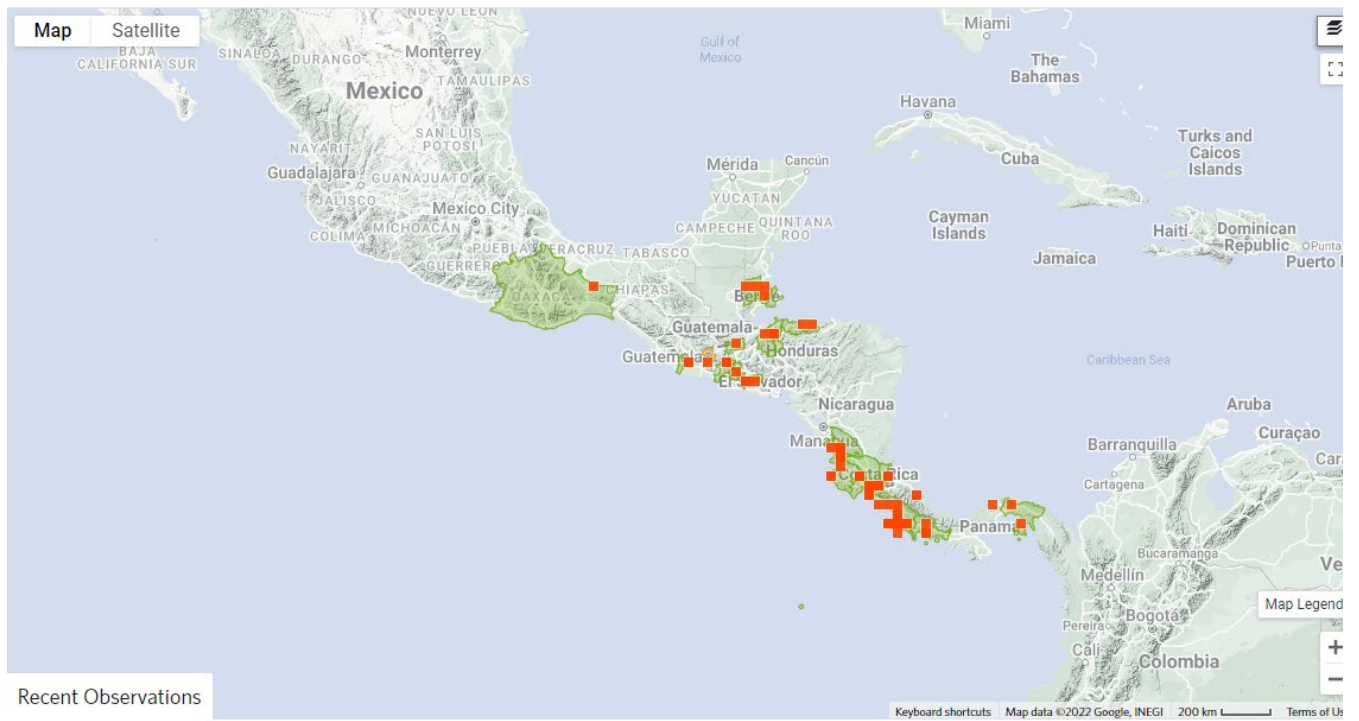 Map
Satellite
NUEVO LEON
Miami
BAJA
CALIFORNIA SUR
SINALOA
DURANGO
Monterrey
Gulf of
Mexico
The
Bahamas
TAMAULIPAS
Mexico
Havana
SAN LUIS
POTOSI
NAYARIT
Turks and
Caicos
Islands
Guadalajara
GUANAJUATO
Mérida
Cancún
Cuba
JALISCO
Mexico City
YUCATAN
COLIMA
MICHOACÁN
CAMPECHE
QUINTANA
ROO
Cayman
Islands
Haiti
Dominican
Republic
Punta
Puerto
PUEBLA
VERACRUZ
TABASCO
GUERRERO
Jamaica
OAXACA
CHIAPAS
Belize
Guatemala
Guatemala
Honduras
El Salvador
Caribbean Sea
Nicaragua
Aruba
Managua
Curaçao
Barranquilla
Car
Costa Rica
Cartagena
Panama
Bucaramanga
Ve
Medellín
Map Legend
Bogotá
Pereira
Cali
Colombia
Recent Observations
Keyboard shortcuts
Map data ©2022 Google, INEGI
200 km
Terms of Us